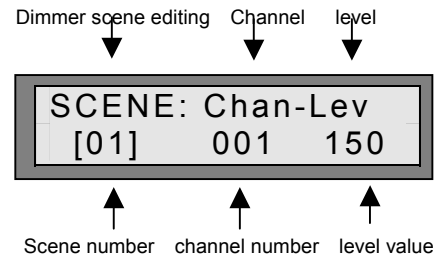 Dimmer scene editing Channel level
SCENE: Chan-Lev
[01] 001 150
Scene number channel number level value